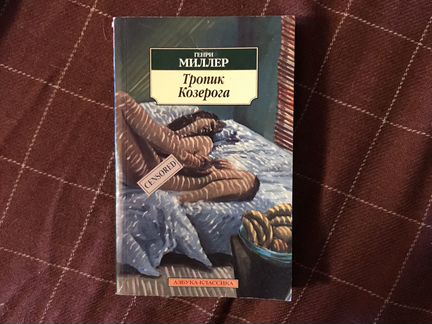 ГЕНРИ
МИЛЛЕР
Тропик
Козерога
CENSORED
АЗБУКА-КЛАССИКА